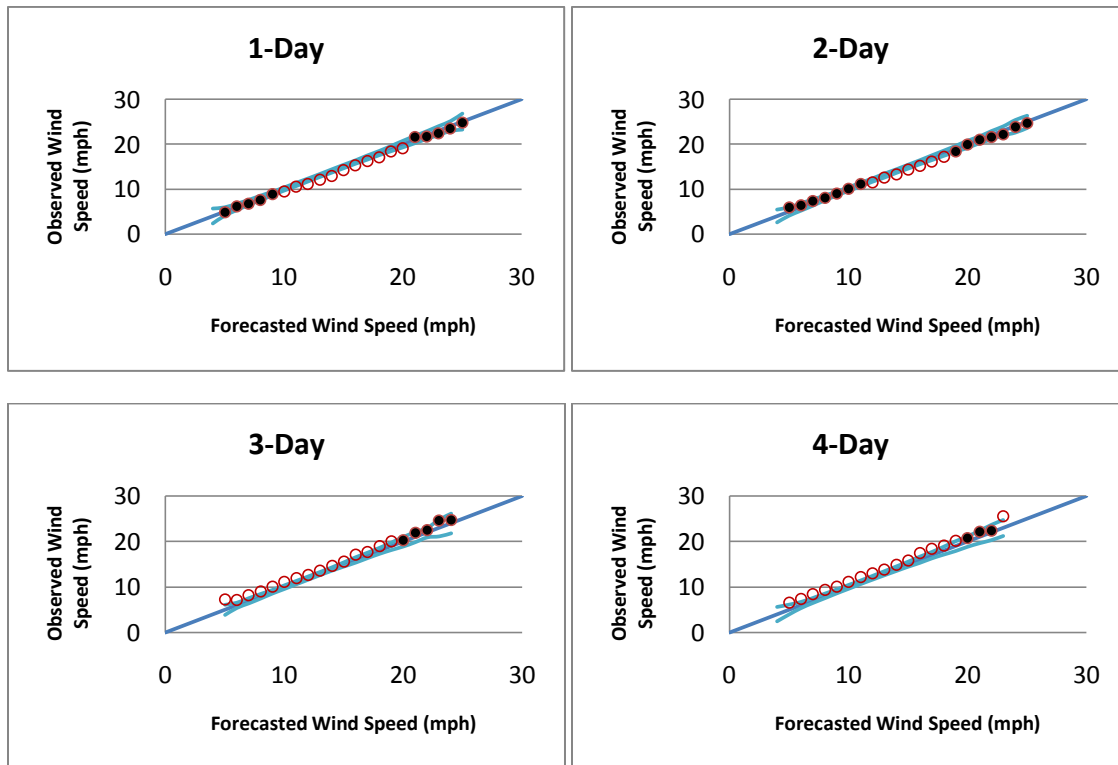 1-Day
Observed Wind
Speed (mph)
30
20
10
0
0 10 20 30
Forecasted Wind Speed (mph)
2-Day
Observed Wind
Speed (mph)
30
20
10
0
0 10 20 30
Forecasted Wind Speed (mph)
3-Day
Observed Wind
Speed (mph)
30
20
10
0
0 10 20 30
Forecasted Wind Speed (mph)
4-Day
Observed Wind
Speed (mph)
30
20
10
0
0 10 20 30
Forecasted Wind Speed (mph)